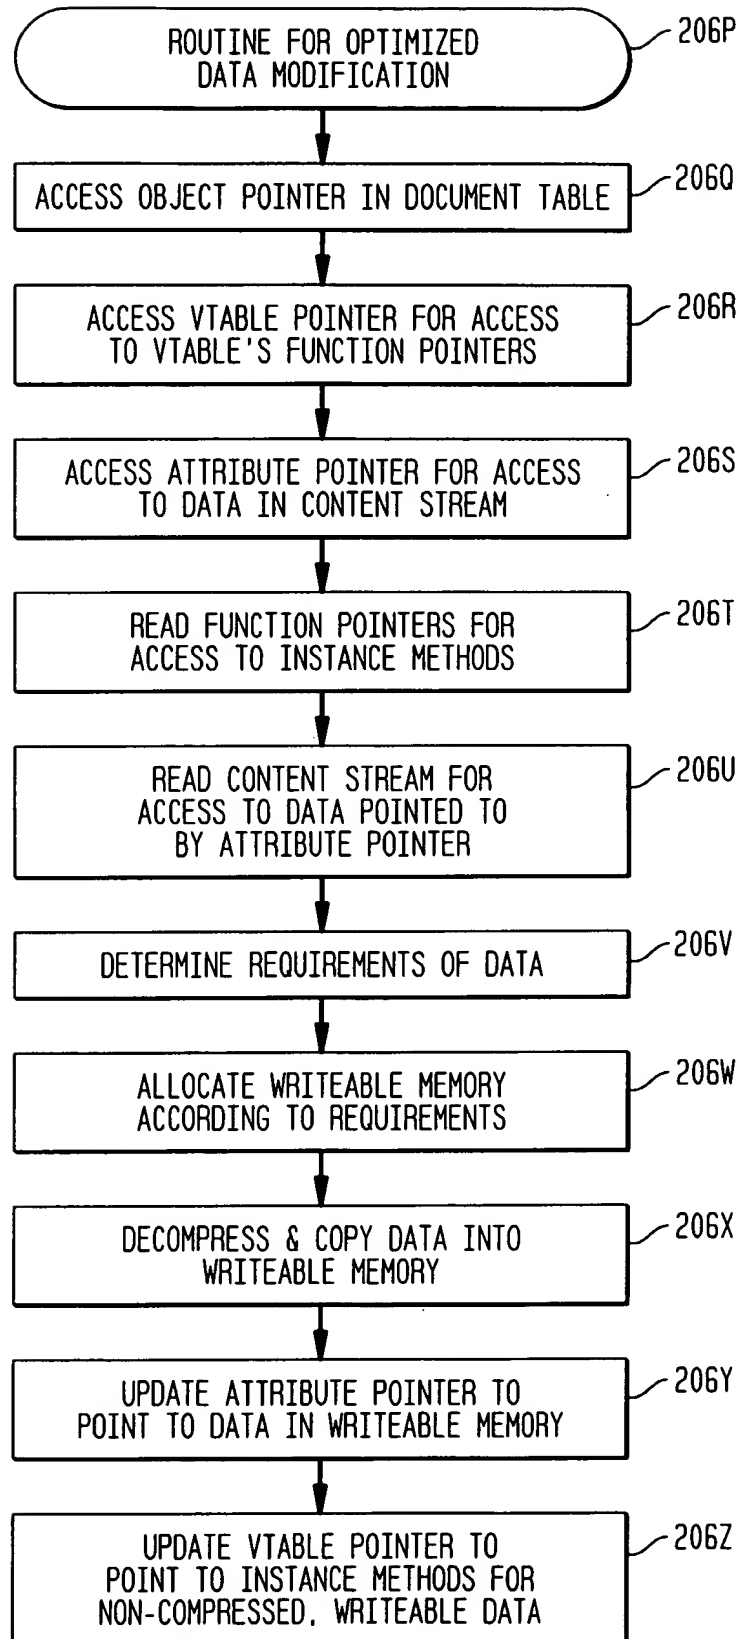 ROUTINE FOR OPTIMIZED
DATA MODIFICATION
206P
ACCESS OBJECT POINTER IN DOCUMENT TABLE
206Q
ACCESS VTABLE POINTER FOR ACCESS
TO VTABLE'S FUNCTION POINTERS
206R
ACCESS ATTRIBUTE POINTER FOR ACCESS
TO DATA IN CONTENT STREAM
206S
READ FUNCTION POINTERS FOR
ACCESS TO INSTANCE METHODS
206T
READ CONTENT STREAM FOR
ACCESS TO DATA POINTED TO
BY ATTRIBUTE POINTER
206U
DETERMINE REQUIREMENTS OF DATA
206V
ALLOCATE WRITEABLE MEMORY
ACCORDING TO REQUIREMENTS
206W
DECOMPRESS & COPY DATA INTO
WRITEABLE MEMORY
206X
UPDATE ATTRIBUTE POINTER TO
POINT TO DATA IN WRITEABLE MEMORY
206Y
UPDATE VTABLE POINTER TO
POINT TO INSTANCE METHODS FOR
NON-COMPRESSED, WRITEABLE DATA
206Z